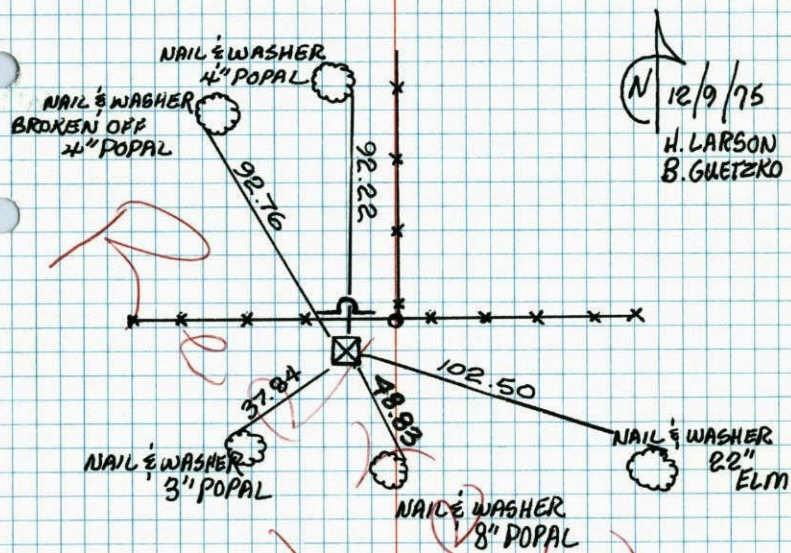 NAIL & WASHER
4" POPAL
NAIL & WASHER
BROKEN OFF
4" POPAL
N
12/9/75
H. LARSON
B. GUETZKO
92.76
92.22
37.84
48.83
102.50
NAIL & WASHER
3" POPAL
NAIL & WASHER
8" POPAL
NAIL & WASHER
22"
ELM